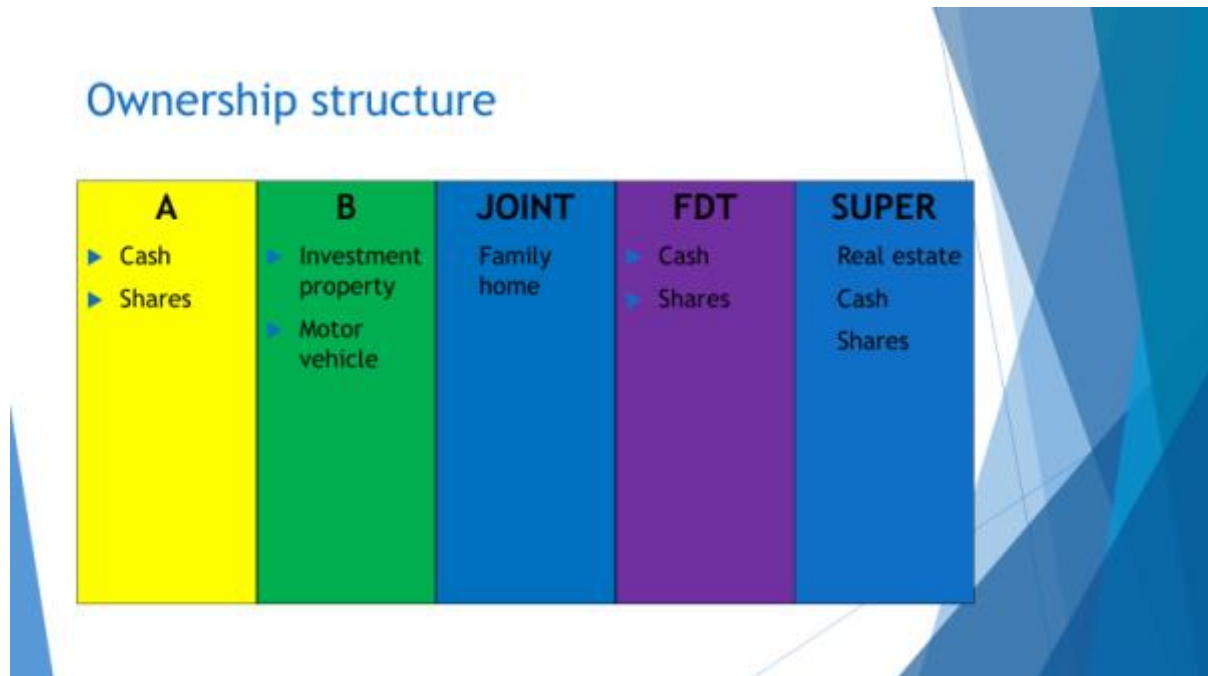 Ownership structure
A
Cash
Shares
B
Investment
property
Motor
vehicle
JOINT
Family
home
FDT
Cash
Shares
SUPER
Real estate
Cash
Shares